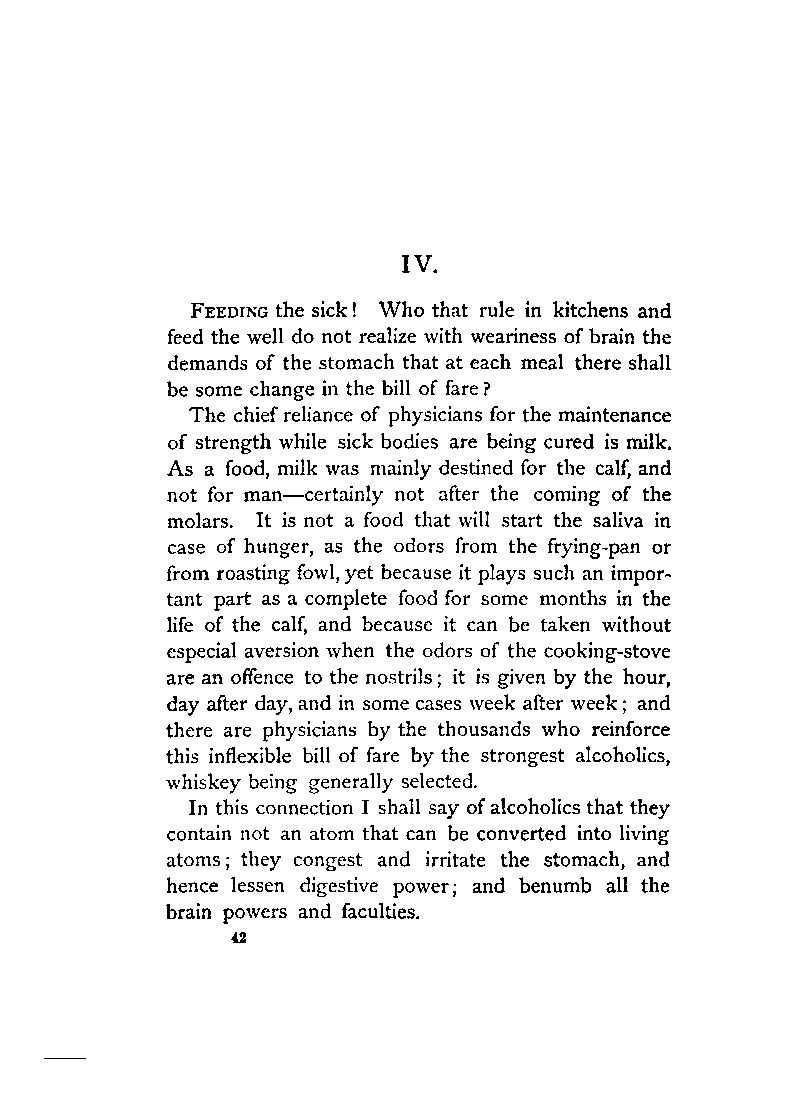 IV.
FEEDING the sick! Who that rule in kitchens and
feed the well do not realize with weariness of brain the
demands of the stomach that at each meal there shall
be some change in the bill of fare?
The chief reliance of physicians for the maintenance
of strength while sick bodies are being cured is milk.
As a food, milk was mainly destined for the calf, and
not for man—certainly not after the coming of the
molars. It is not a food that will start the saliva in
case of hunger, as the odors from the frying-pan or
from roasting fowl, yet because it plays such an impor-
tant part as a complete food for some months in the
life of the calf, and because it can be taken without
especial aversion when the odors of the cooking-stove
are an offence to the nostrils; it is given by the hour,
day after day, and in some cases week after week; and
there are physicians by the thousands who reinforce
this inflexible bill of fare by the strongest alcoholics,
whiskey being generally selected.
In this connection I shall say of alcoholics that they
contain not an atom that can be converted into living
atoms; they congest and irritate the stomach, and
hence lessen digestive power; and benumb all the
brain powers and faculties.
42